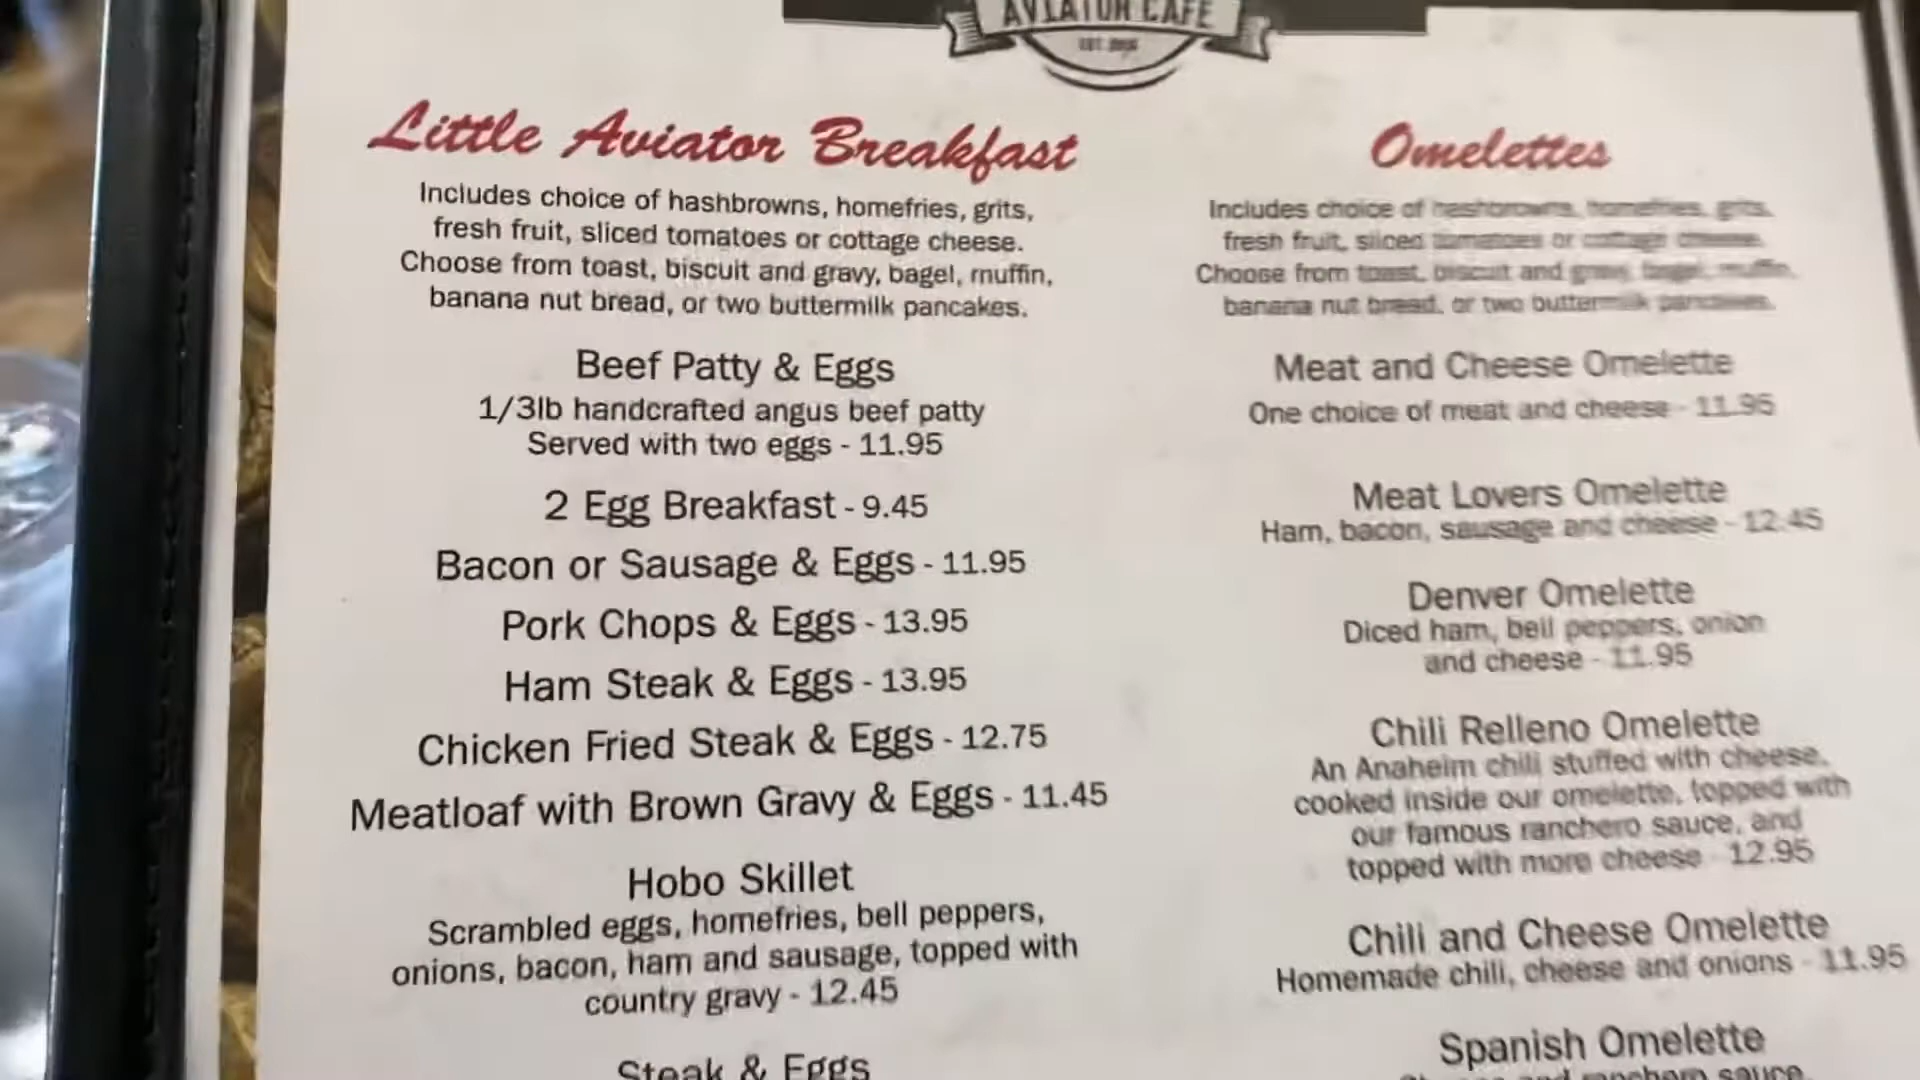 AVIATOR CAFE
Little Aviator Breakfast
Includes choice of hashbrowns, homefries, grits,
fresh fruit, sliced tomatoes or cottage cheese.
Choose from toast, biscuit and gravy, bagel, muffin,
banana nut bread, or two buttermilk pancakes.
Beef Patty & Eggs
1/3lb handcrafted angus beef patty
Served with two eggs - 11.95
2 Egg Breakfast - 9.45
Bacon or Sausage & Eggs - 11.95
Pork Chops & Eggs - 13.95
Ham Steak & Eggs - 13.95
Chicken Fried Steak & Eggs - 12.75
Meatloaf with Brown Gravy & Eggs - 11.45
Hobo Skillet
Scrambled eggs, homefries, bell peppers,
onions, bacon, ham and sausage, topped with
country gravy - 12.45
Steak & Eggs
Omelettes
Includes choice of hashbrowns, homefries, grits,
fresh fruit, sliced tomatoes or cottage cheese.
Choose from toast, biscuit and gravy, bagel, muffin,
banana nut bread, or two buttermilk pancakes.
Meat and Cheese Omelette
One choice of meat and cheese - 11.95
Meat Lovers Omelette
Ham, bacon, sausage and cheese - 12.45
Denver Omelette
Diced ham, bell peppers, onion
and cheese - 11.95
Chili Relleno Omelette
An Anaheim chili stuffed with cheese,
cooked inside our omelette, topped with
our famous ranchero sauce, and
topped with more cheese - 12.95
Chili and Cheese Omelette
Homemade chili, cheese and onions - 11.95
Spanish Omelette
and ranchero sauce,